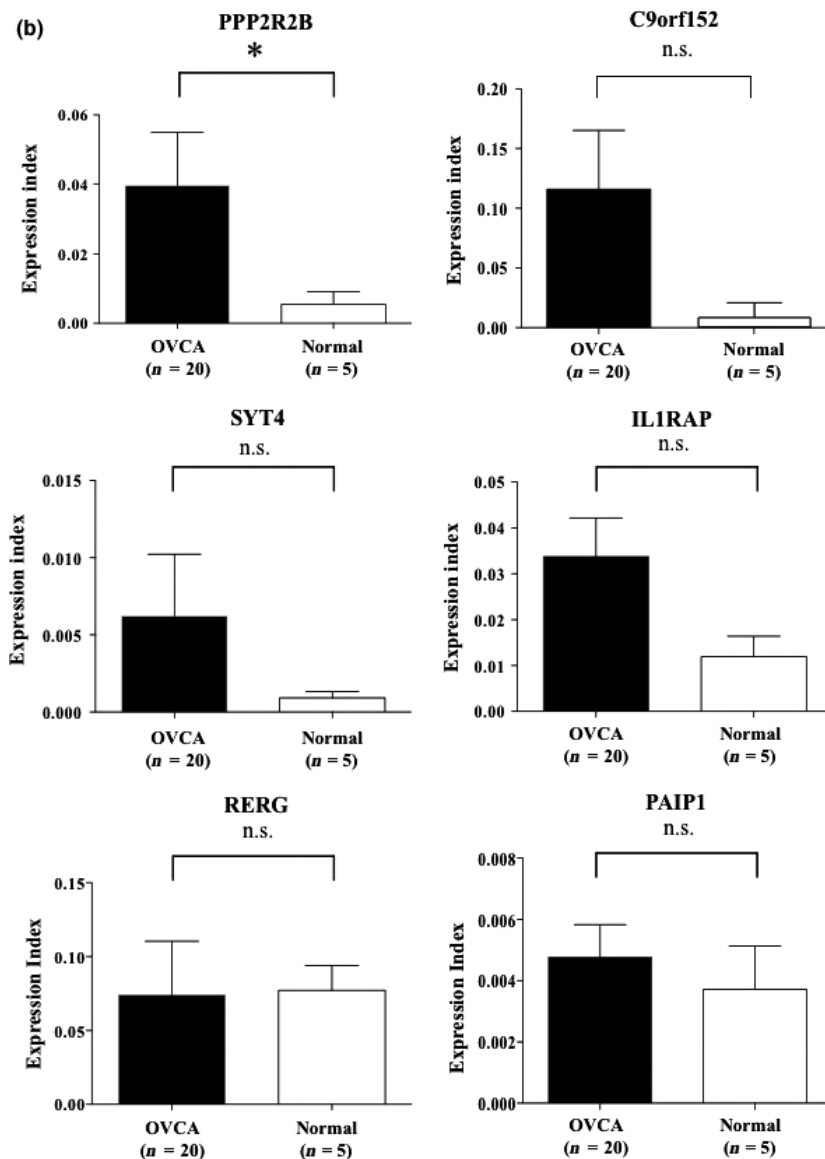 (b)
PPP2R2B
*
Expression index
0.06
0.04
0.02
0.00
OVCA
(n = 20)
Normal
(n = 5)
C9orf152
n.s.
Expression index
0.20
0.15
0.10
0.05
0.00
OVCA
(n = 20)
Normal
(n = 5)
SYT4
n.s.
Expression index
0.015
0.010
0.005
0.000
OVCA
(n = 20)
Normal
(n = 5)
IL1RAP
n.s.
Expression index
0.05
0.04
0.03
0.02
0.01
0.00
OVCA
(n = 20)
Normal
(n = 5)
RERG
n.s.
Expression Index
0.15
0.10
0.05
0.00
OVCA
(n = 20)
Normal
(n = 5)
PAIP1
n.s.
Expression Index
0.008
0.006
0.004
0.002
0.000
OVCA
(n = 20)
Normal
(n = 5)